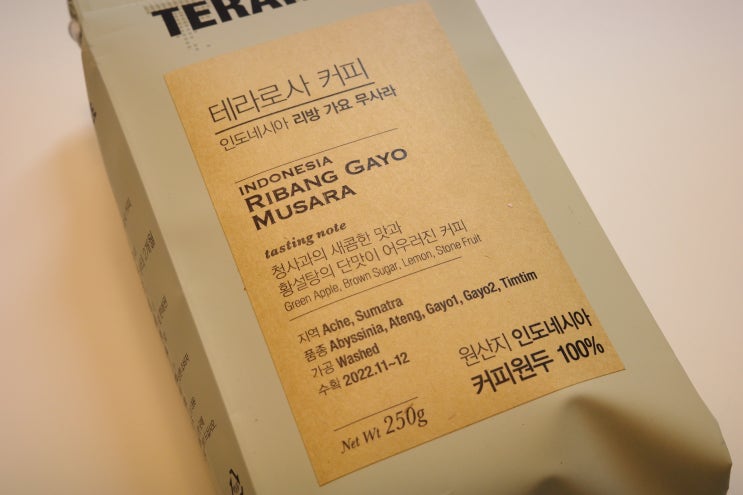 테라로사 커피
인도네시아 리방 가요 무사라
INDONESIA
RIBANG GAYO
MUSARA
tasting note
청사과의 새콤한 맛과
황설탕의 단맛이 어우러진 커피
Green Apple, Brown Sugar, Lemon, Stone Fruit
지역 Ache, Sumatra
품종 Abyssinia, Ateng, Gayo1, Gayo2, Timtim
가공 Washed
수확 2022.11-12
원산지 인도네시아
커피원두 100%
Net Wt 250g